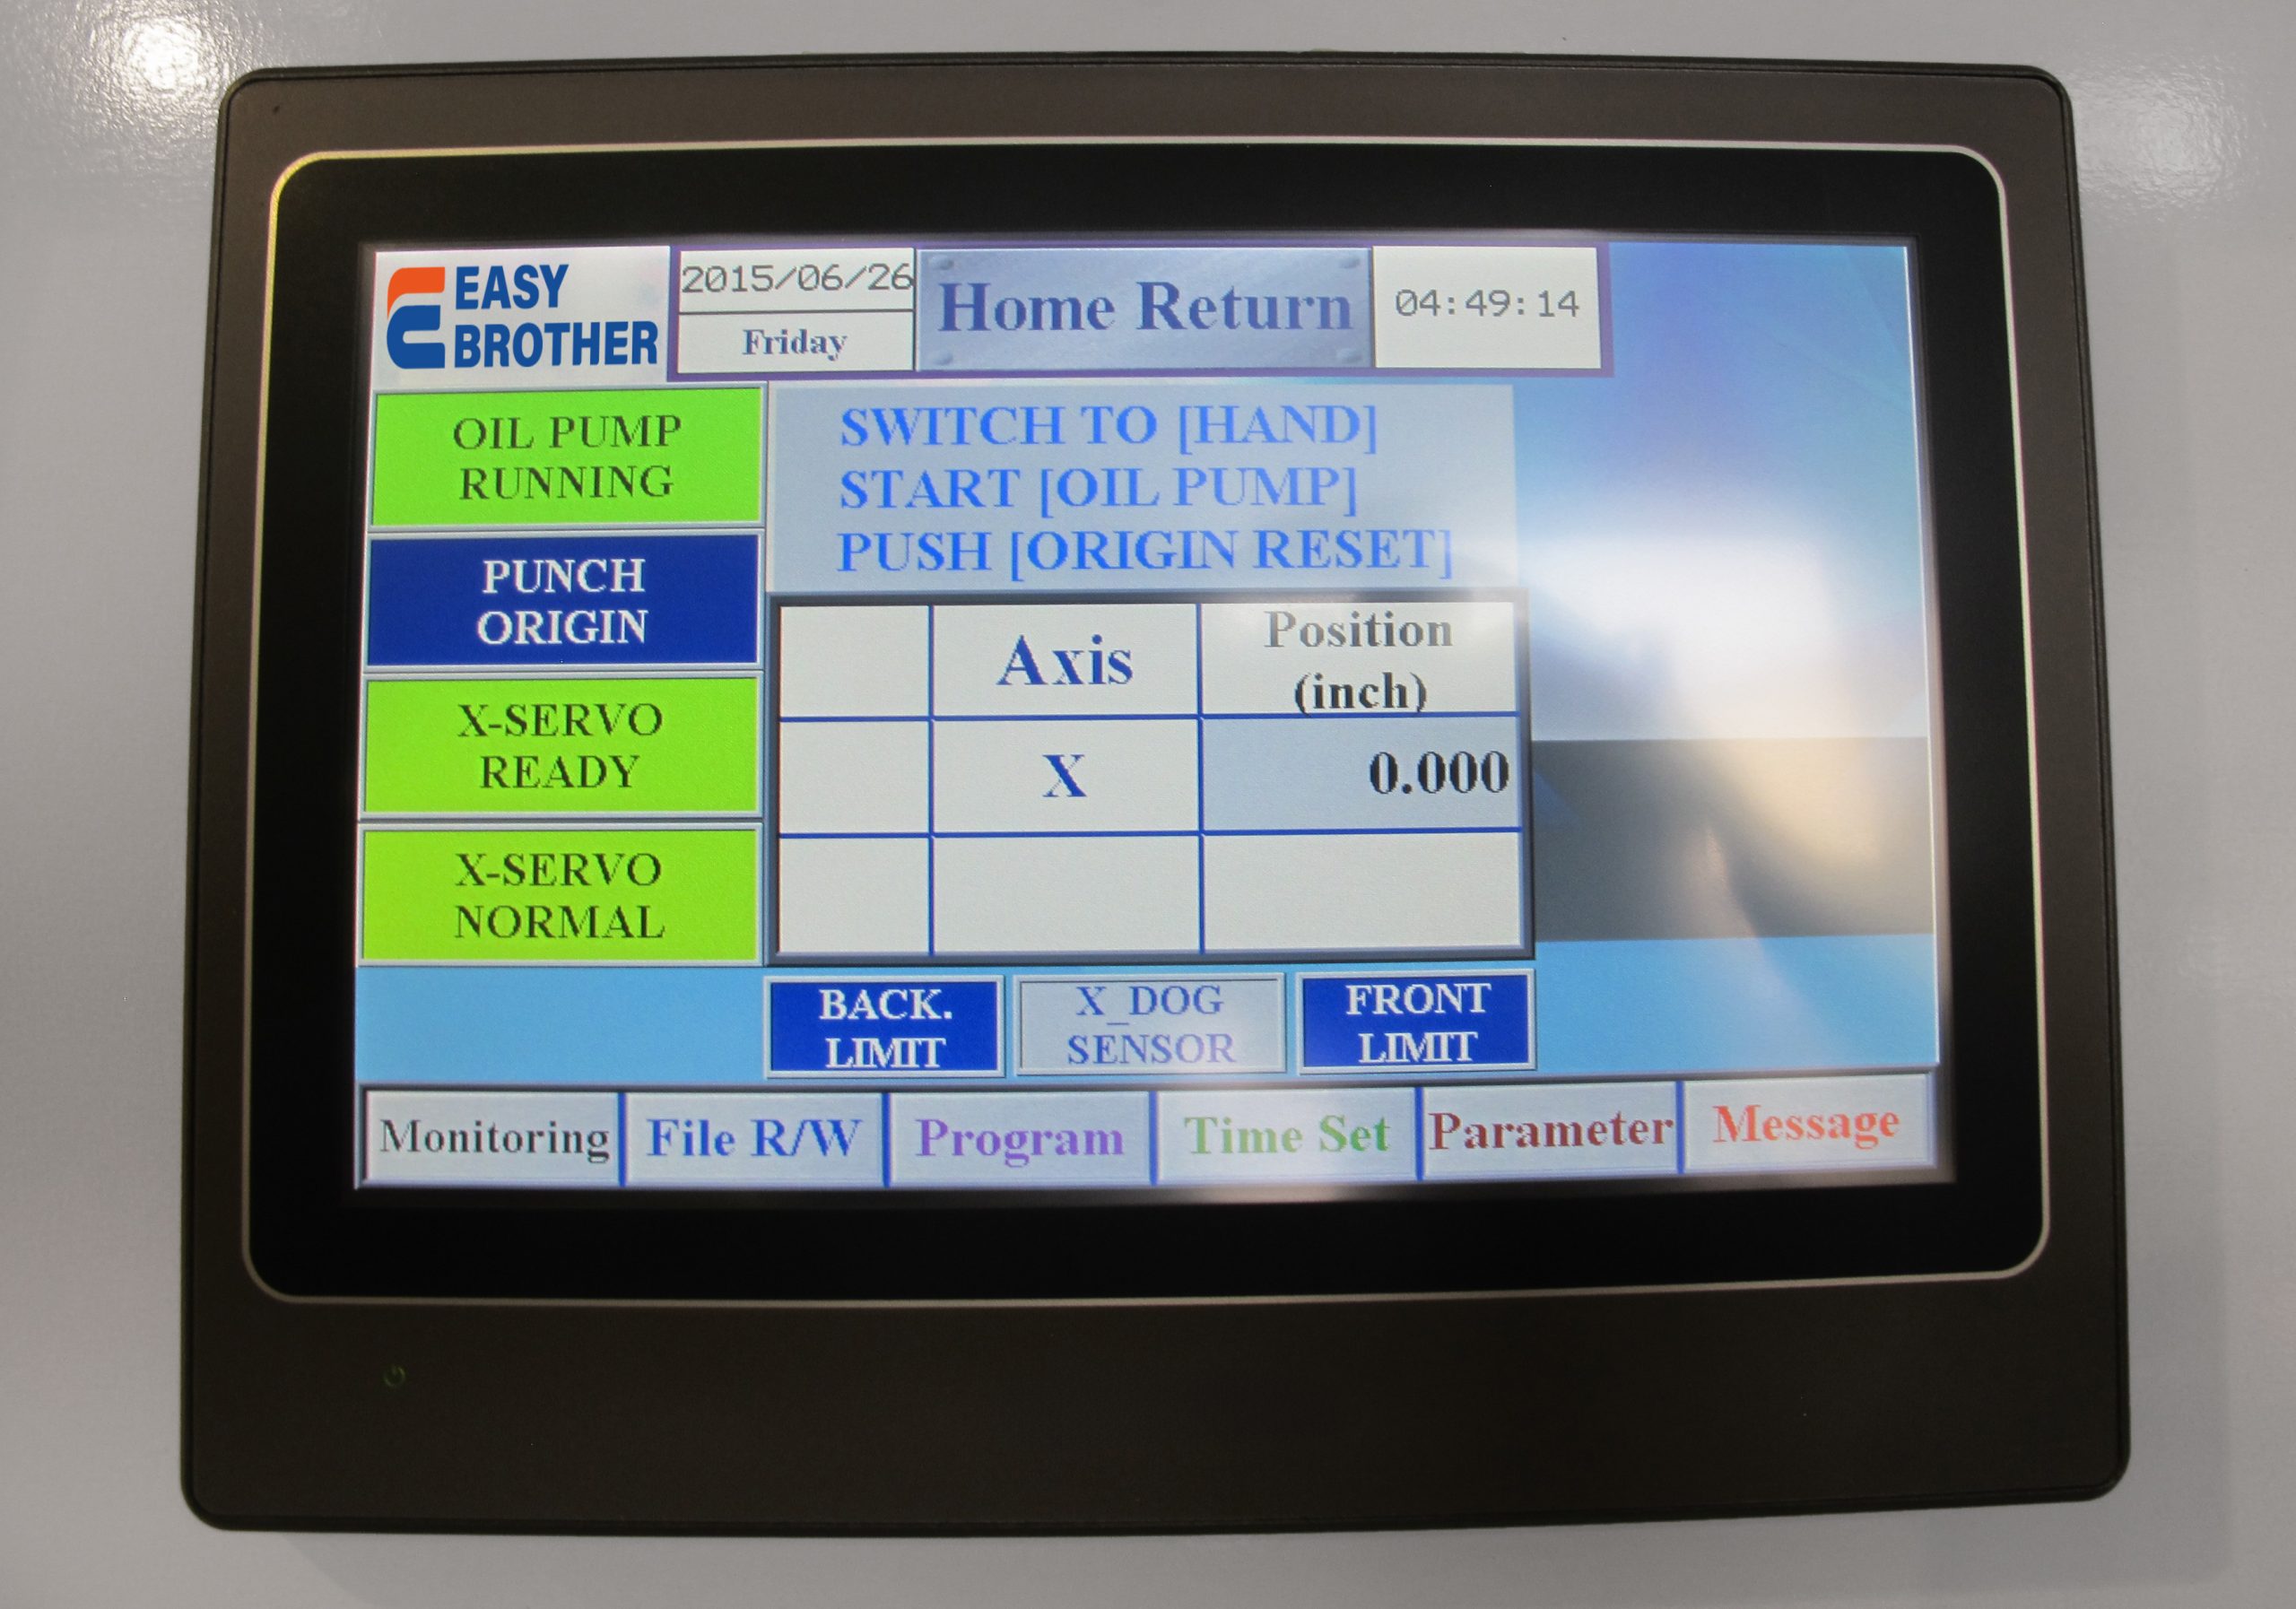 EASY
BROTHER
2015/06/26
Friday
Home Return
04:49:14
OIL PUMP
RUNNING
PUNCH
ORIGIN
X-SERVO
READY
X-SERVO
NORMAL
SWITCH TO [HAND]
START [OIL PUMP]
PUSH [ORIGIN RESET]
Axis
Position
(inch)
X
0.000
BACK.
LIMIT
X_DOG
SENSOR
FRONT
LIMIT
Monitoring
File R/W
Program
Time Set
Parameter
Message